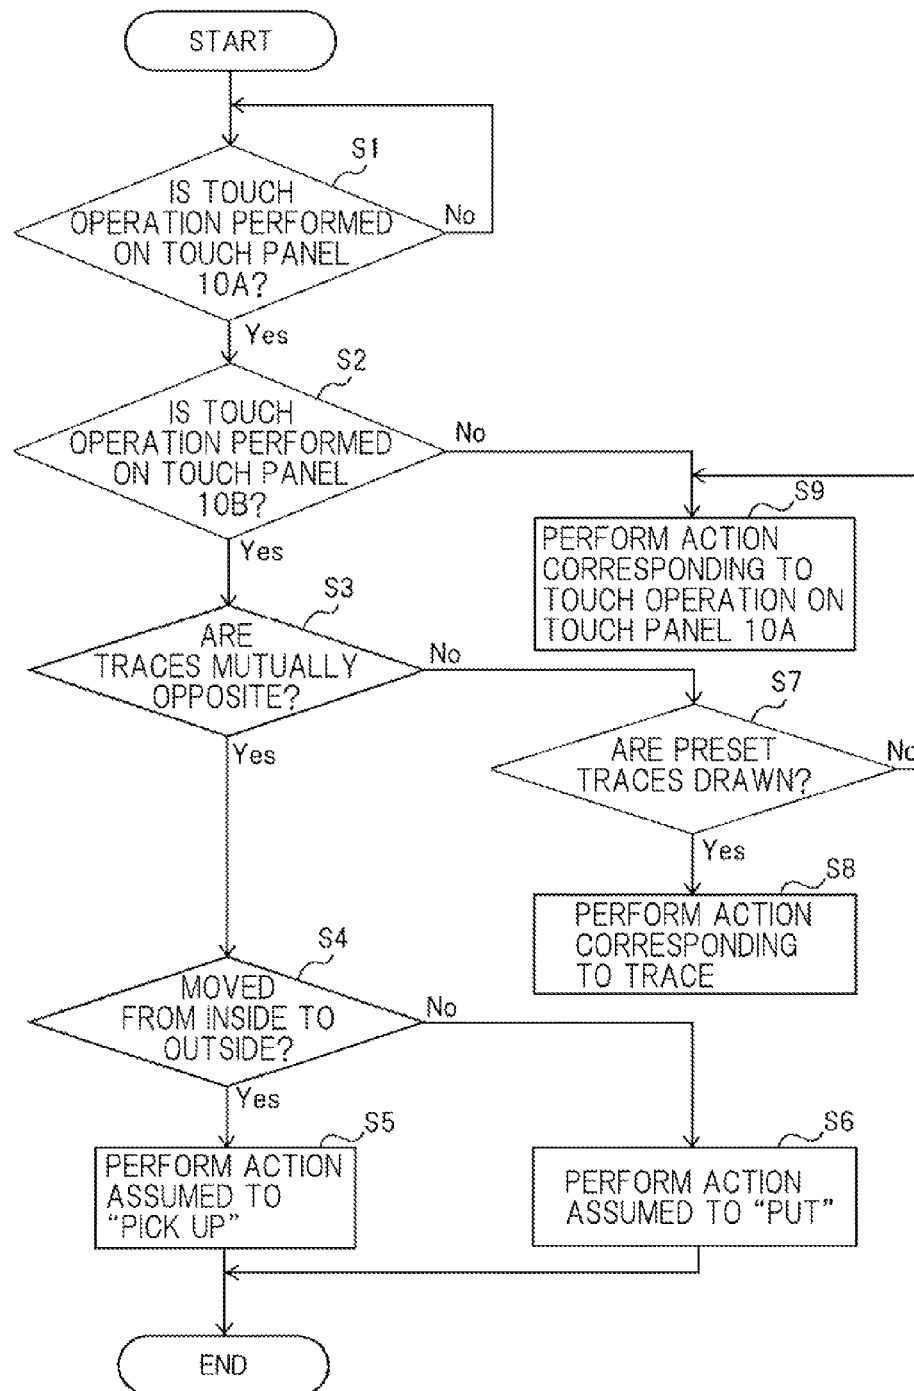 START
S1
IS TOUCH
OPERATION PERFORMED
ON TOUCH PANEL
10A?
No
Yes
S2
IS TOUCH
OPERATION PERFORMED
ON TOUCH PANEL
10B?
No
Yes
S9
PERFORM ACTION
CORRESPONDING TO
TOUCH OPERATION ON
TOUCH PANEL 10A
S3
ARE
TRACES MUTUALLY
OPPOSITE?
No
Yes
S7
ARE PRESET
TRACES DRAWN?
No
Yes
S8
PERFORM ACTION
CORRESPONDING
TO TRACE
S4
MOVED
FROM INSIDE TO
OUTSIDE?
No
Yes
S5
PERFORM ACTION
ASSUMED TO
“PICK UP”
S6
PERFORM ACTION
ASSUMED TO “PUT”
END